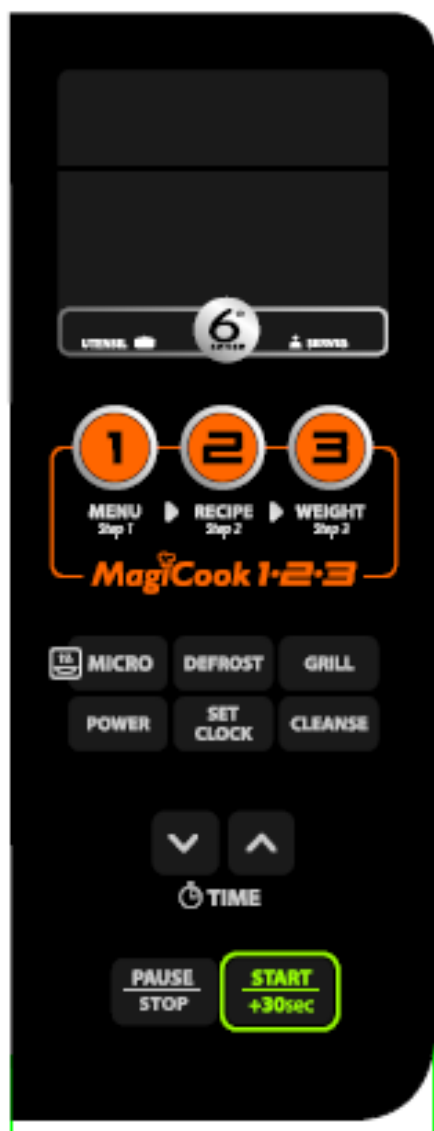 UTENSIL
6th SENSE
SERVES
1 2 3
MENU RECIPE WEIGHT
Step 1 Step 2 Step 3
MagiCook 1·2·3
MICRO DEFROST GRILL
POWER SET CLOCK CLEANSE
TIME
PAUSE START
STOP +30sec